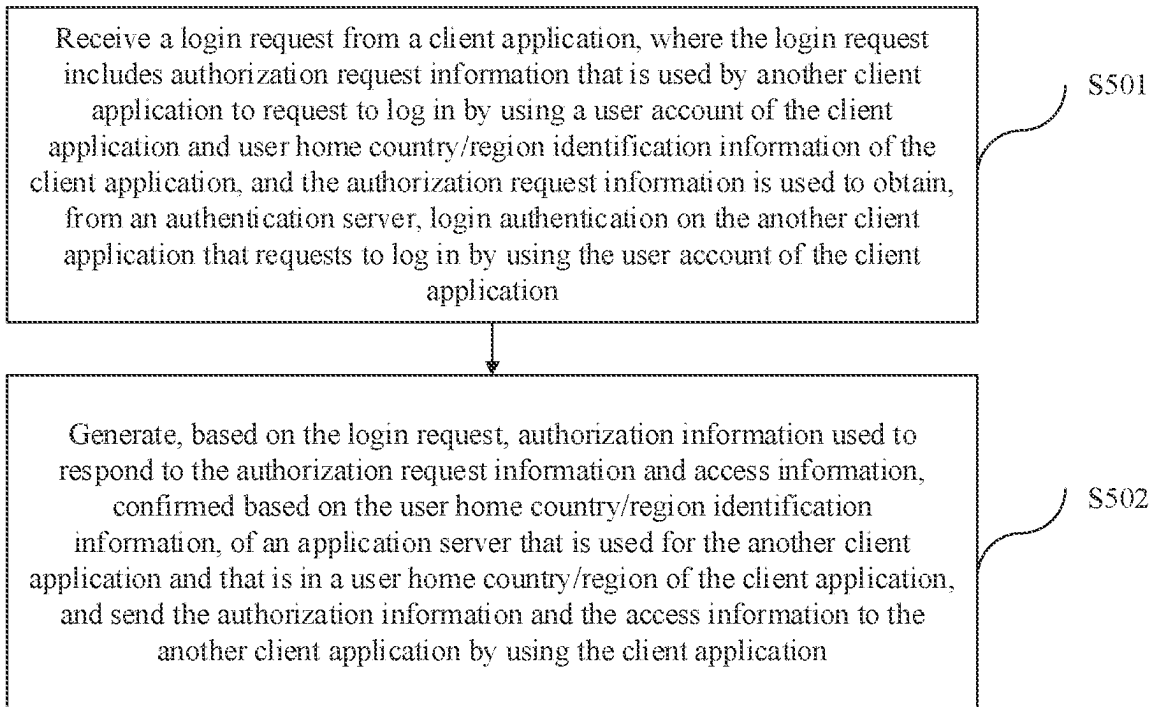 Receive a login request from a client application, where the login request
includes authorization request information that is used by another client
application to request to log in by using a user account of the client
application and user home country/region identification information of the
client application, and the authorization request information is used to obtain,
from an authentication server, login authentication on the another client
application that requests to log in by using the user account of the client
application
S501
Generate, based on the login request, authorization information used to
respond to the authorization request information and access information,
confirmed based on the user home country/region identification
information, of an application server that is used for the another client
application and that is in a user home country/region of the client application,
and send the authorization information and the access information to the
another client application by using the client application
S502